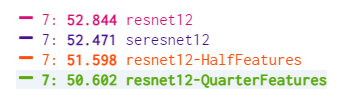 7: 52.844 resnet12
7: 52.471 seresnet12
7: 51.598 resnet12-HalfFeatures
7: 50.602 resnet12-QuarterFeatures